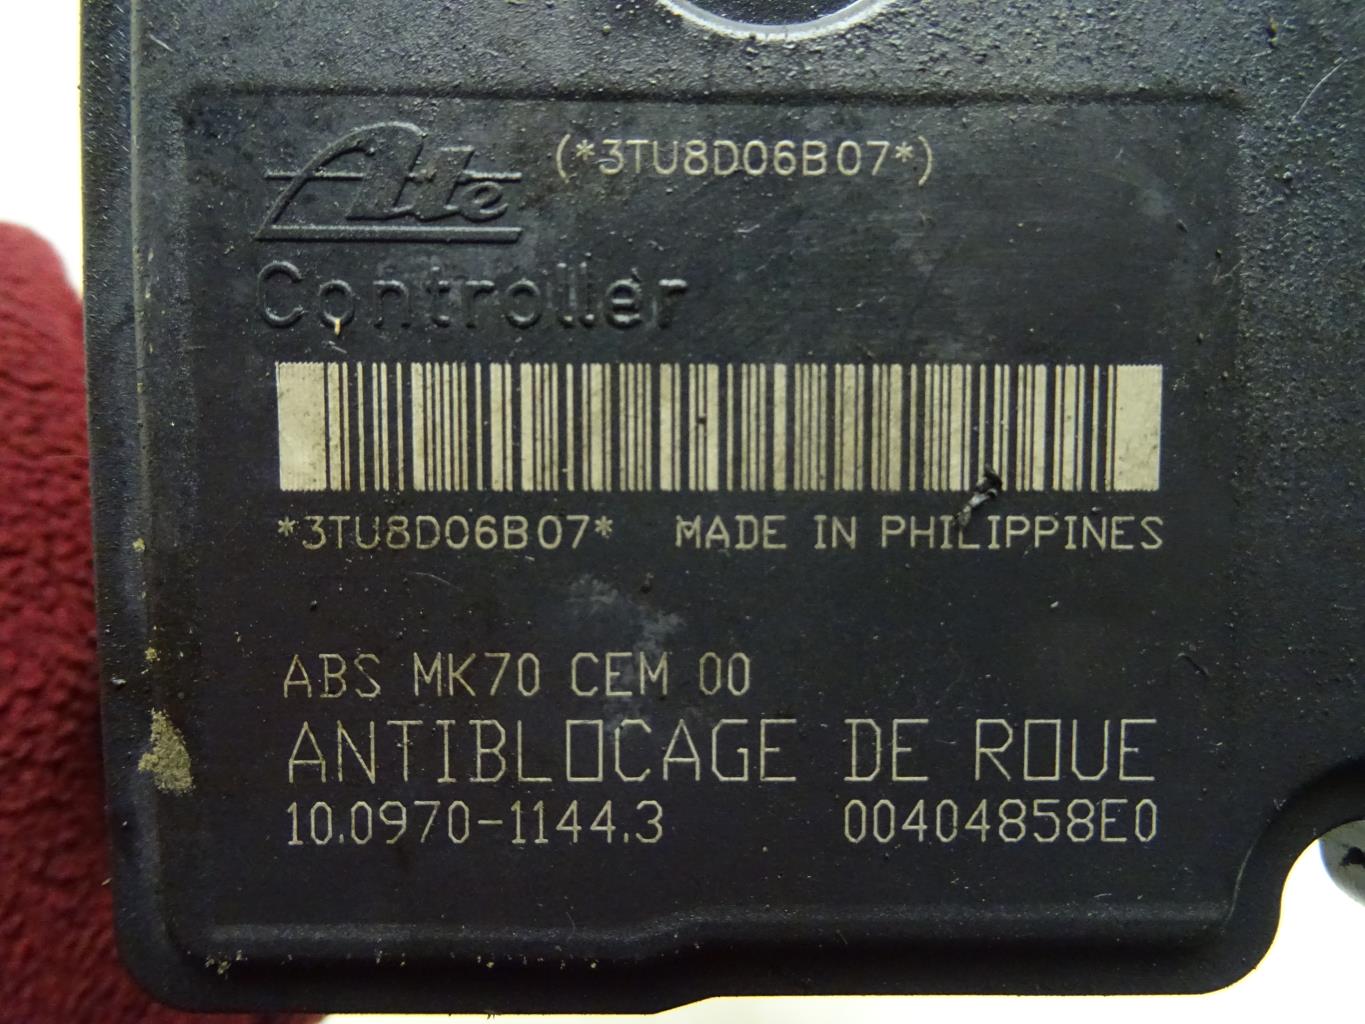 Ate (*3TU8D06B07*)
Controller
*3TU8D06B07* MADE IN PHILIPPINES
ABS MK70 CEM 00
ANTIBLOCAGE DE ROUE
10.0970-1144.3 00404858E0